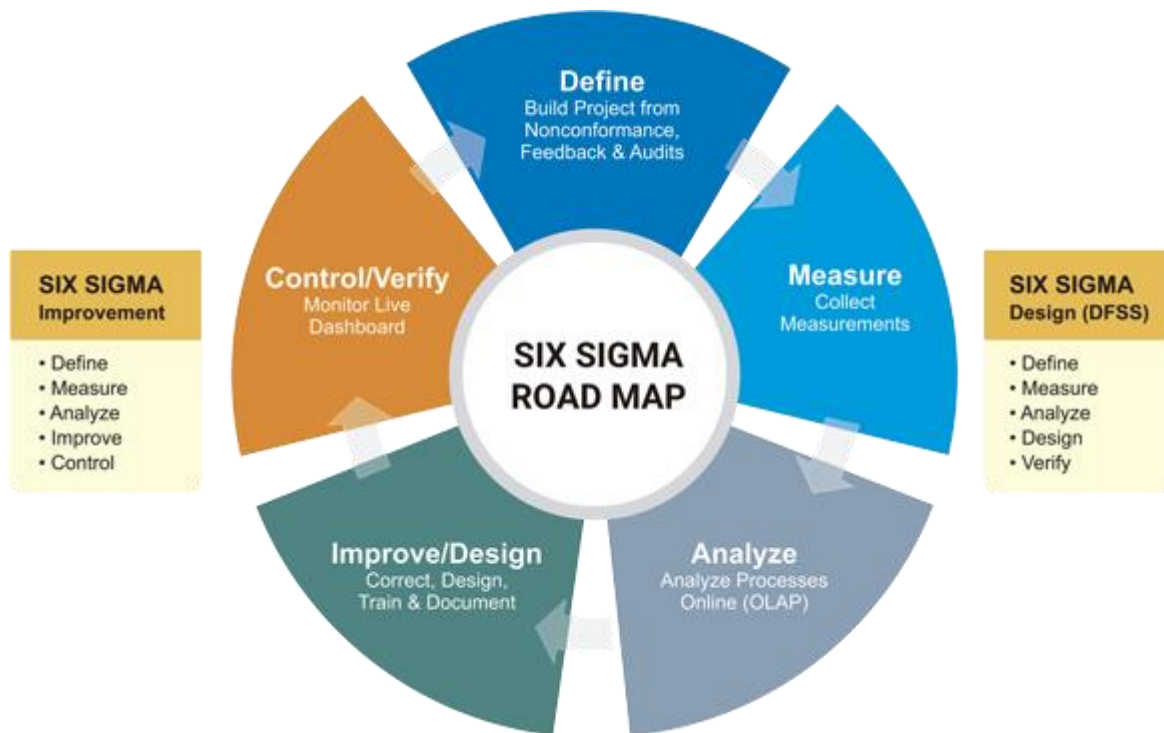 Define
Build Project from
Nonconformance,
Feedback & Audits
Measure
Collect
Measurements
Analyze
Analyze Processes
Online (OLAP)
Improve/Design
Correct, Design,
Train & Document
Control/Verify
Monitor Live
Dashboard
SIX SIGMA
ROAD MAP
SIX SIGMA
Improvement
• Define
• Measure
• Analyze
• Improve
• Control
SIX SIGMA
Design (DFSS)
• Define
• Measure
• Analyze
• Design
• Verify